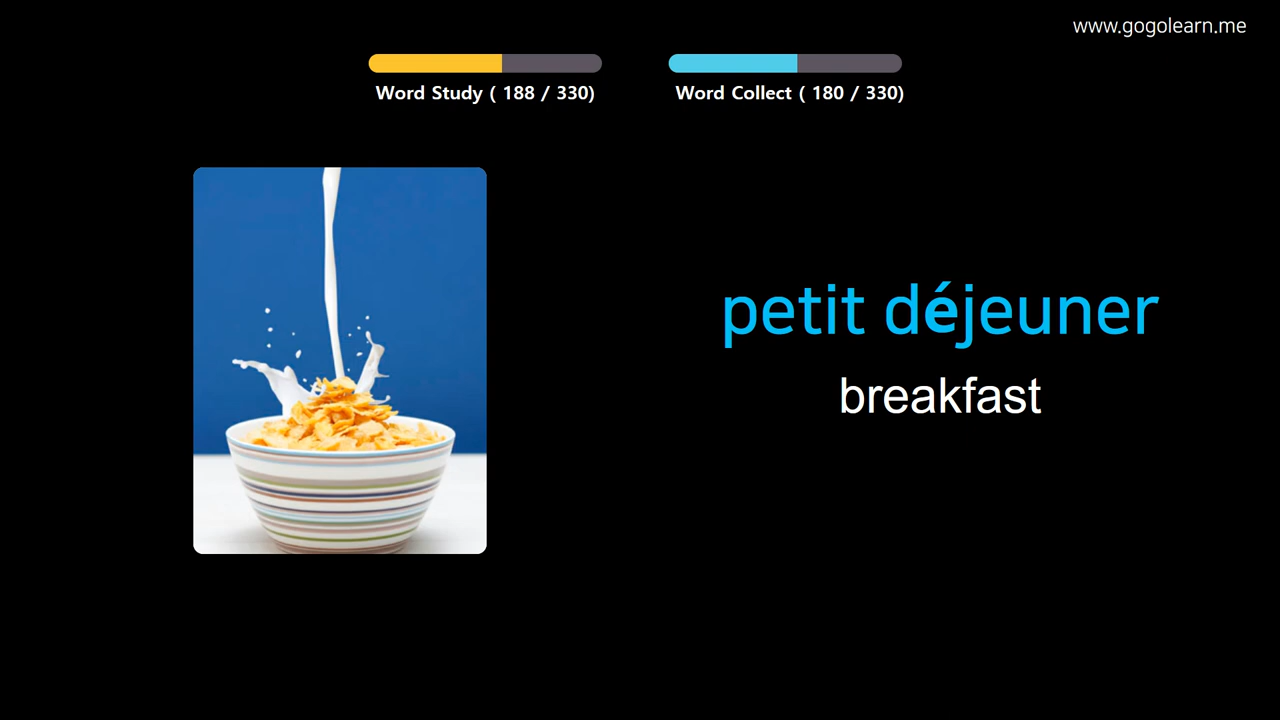 www.gogolearn.me
Word Study ( 188 / 330)
Word Collect ( 180 / 330)
petit déjeuner
breakfast